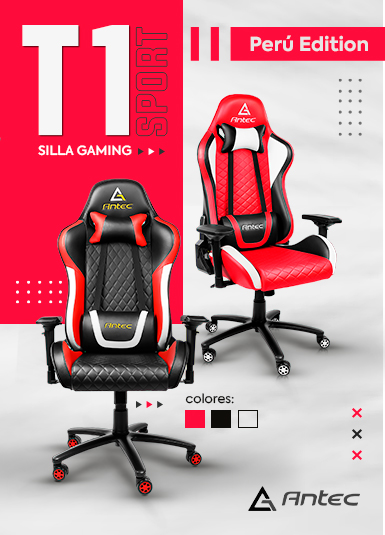 T1
SPORT
Perú Edition
SILLA GAMING
Antec
Antec
Antec
Antec
colores:
Antec